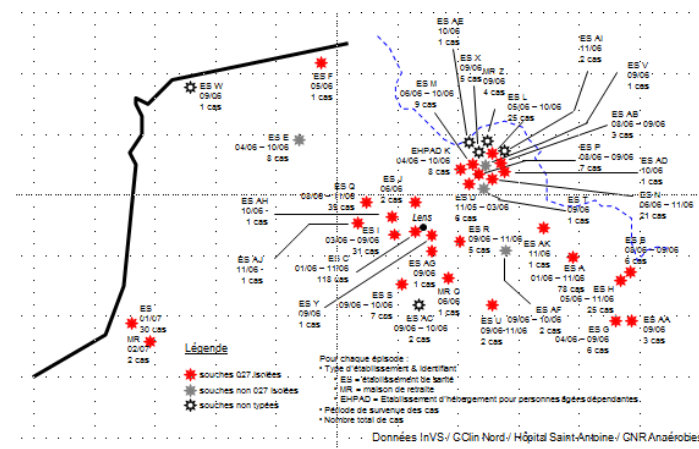 ES AE
10/06
1 cas
ES X
09/06
5 cas
MR Z
09/06
4 cas
ES AI
11/06
2 cas
ES V
09/06
1 cas
ES M
06/06 – 10/06
9 cas
ES L
05/06 – 10/06
25 cas
ES AB
08/06 – 09/06
3 cas
ES F
05/06
1 cas
ES W
09/06
1 cas
ES E
04/06 – 10/06
8 cas
EHPAD K
04/06 – 10/06
8 cas
ES P
08/06 – 09/06
7 cas
ES AD
10/06
1 cas
ES N
06/06 – 11/06
21 cas
ES Q
39 cas
ES J
06/06
2 cas
ES
11/05 – 03/06
6 cas
ES T
09/06
1 cas
ES AH
10/06 -
1 cas
Lens
ES I
03/06 – 09/06
31 cas
ES R
09/06 – 11/06
5 cas
ES AK
11/06
1 cas
ES B
08/06 – 09/06
6 cas
ES AJ
11/06 -
1 cas
ES C
01/06 – 11/06
118 cas
ES AG
09/06
1 cas
ES A
01/06 – 11/06
78 cas
ES H
05/06 – 11/06
25 cas
ES Y
09/06
1 cas
ES S
09/06 – 10/06
7 cas
MR O
06/06
1 cas
ES AC
09/06 – 10/06
2 cas
ES U
09/06-11/06
2 cas
ES AF
09/06 – 10/06
2 cas
ES G
04/06 – 09/06
6 cas
ES AA
09/06
3 cas
ES
01/07
30 cas
MR
02/07
2 cas
Légende
souches 027 isolées
souches non 027 isolées
souches non typées
Pour chaque épisode :
* Type d'établissement & identifiant
* ES = établissement de santé
* MR = maison de retraite
* EHPAD = Etablissement d'hébergement pour personnes âgées dépendantes.
* Période de survenue des cas
* Nombre total de cas
Données InVS / CClin Nord / Hôpital Saint-Antoine / CNR Anaérobies